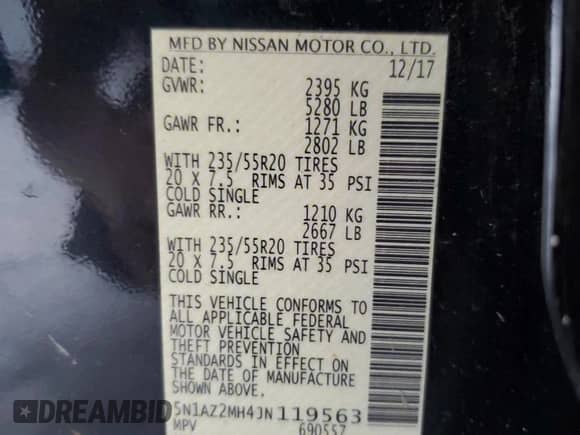 MFD BY NISSAN MOTOR CO., LTD.
DATE: 12/17
GVWR: 2395 KG
5280 LB
GAWR FR.: 1271 KG
2802 LB
WITH 235/55R20 TIRES
20 X 7.5 RIMS AT 35 PSI
COLD SINGLE
GAWR RR.: 1210 KG
2667 LB
WITH 235/55R20 TIRES
20 X 7.5 RIMS AT 35 PSI
COLD SINGLE
THIS VEHICLE CONFORMS TO
ALL APPLICABLE FEDERAL
MOTOR VEHICLE SAFETY AND
THEFT PREVENTION
STANDARDS IN EFFECT ON
THE DATE OF MANUFACTURE
SHOWN ABOVE.
5N1AZ2MH4JN119563
MPV 690557